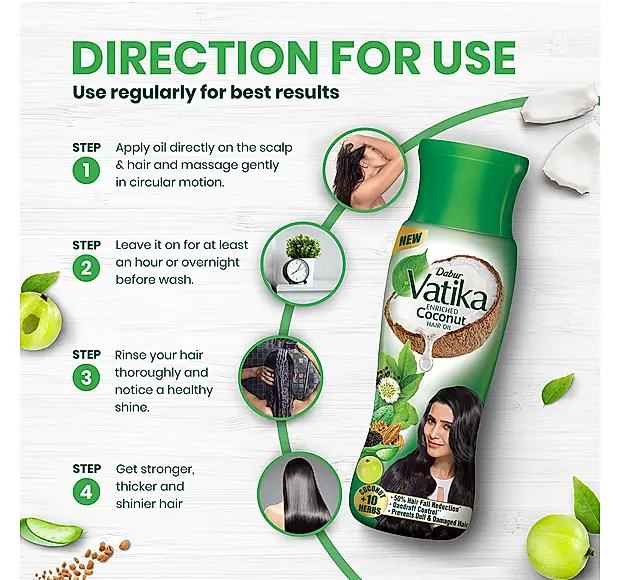 DIRECTION FOR USE
Use regularly for best results
STEP
1
Apply oil directly on the scalp
& hair and massage gently
in circular motion.
STEP
2
Leave it on for at least
an hour or overnight
before wash.
STEP
3
Rinse your hair
thoroughly and
notice a healthy
shine.
STEP
4
Get stronger,
thicker and
shinier hair
NEW
Dabur
Vatika
ENRICHED
Coconut
HAIR OIL
COCONUT
+10
HERBS
• 50% Hair Fall Reduction*
• Dandruff Control**
• Prevents Dull & Damaged Hair